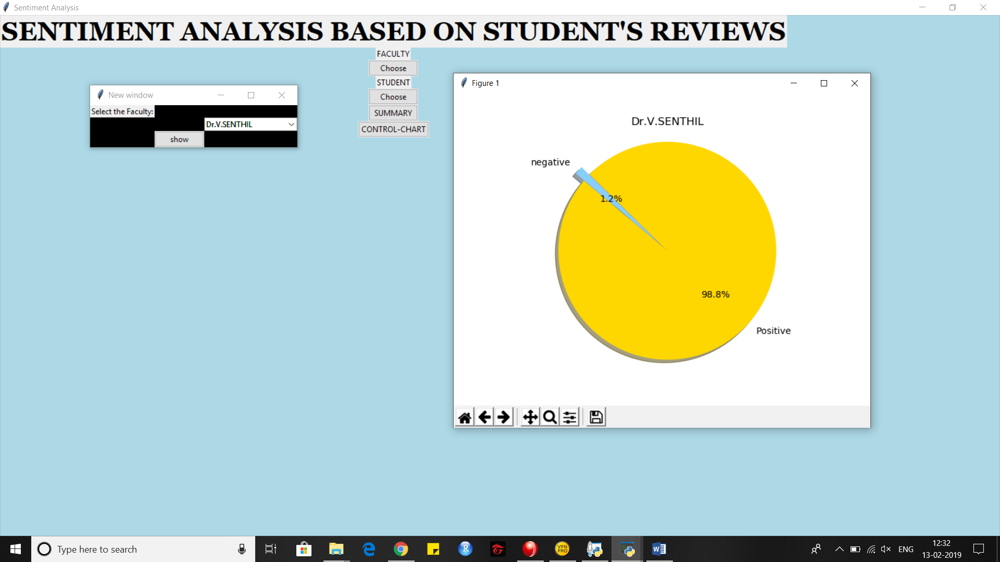 Sentiment Analysis
SENTIMENT ANALYSIS BASED ON STUDENT'S REVIEWS
FACULTY
Choose
STUDENT
Choose
SUMMARY
CONTROL-CHART
New window
Select the Faculty:
Dr.V.SENTHIL
show
Figure 1
Dr.V.SENTHIL
negative
1.2%
98.8%
Positive
Type here to search
R
VPN
PRO
W
ENG
12:32
13-02-2019